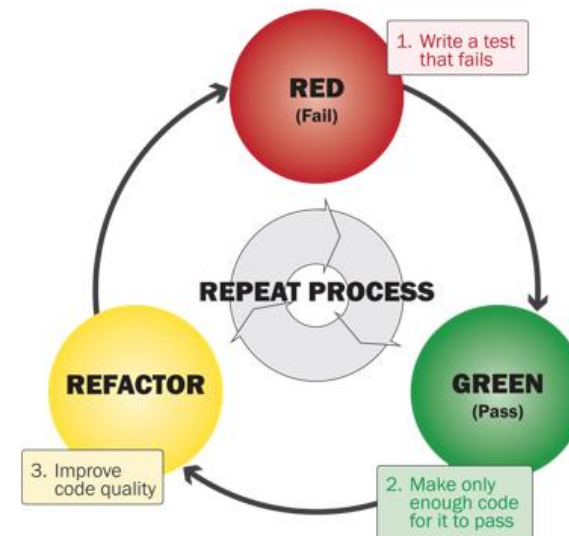 1. Write a test
that fails
RED
(Fail)
REPEAT PROCESS
REFACTOR
GREEN
(Pass)
3. Improve
code quality
2. Make only
enough code
for it to pass